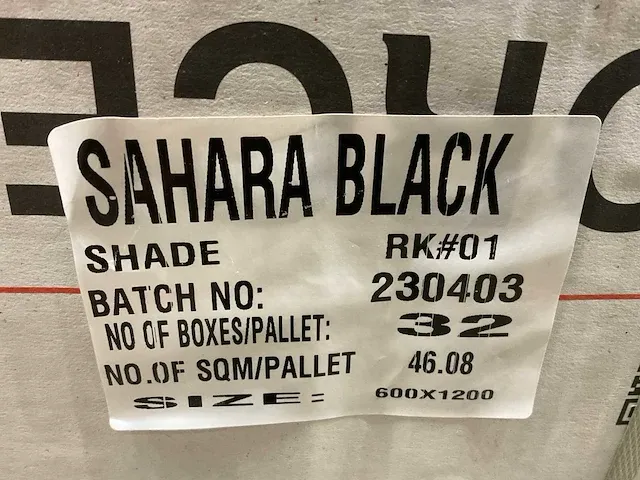 SAHARA BLACK
SHADE RK#01
BATCH NO: 230403
NO OF BOXES/PALLET: 32
NO.OF SQM/PALLET 46.08
SIZE: 600X1200